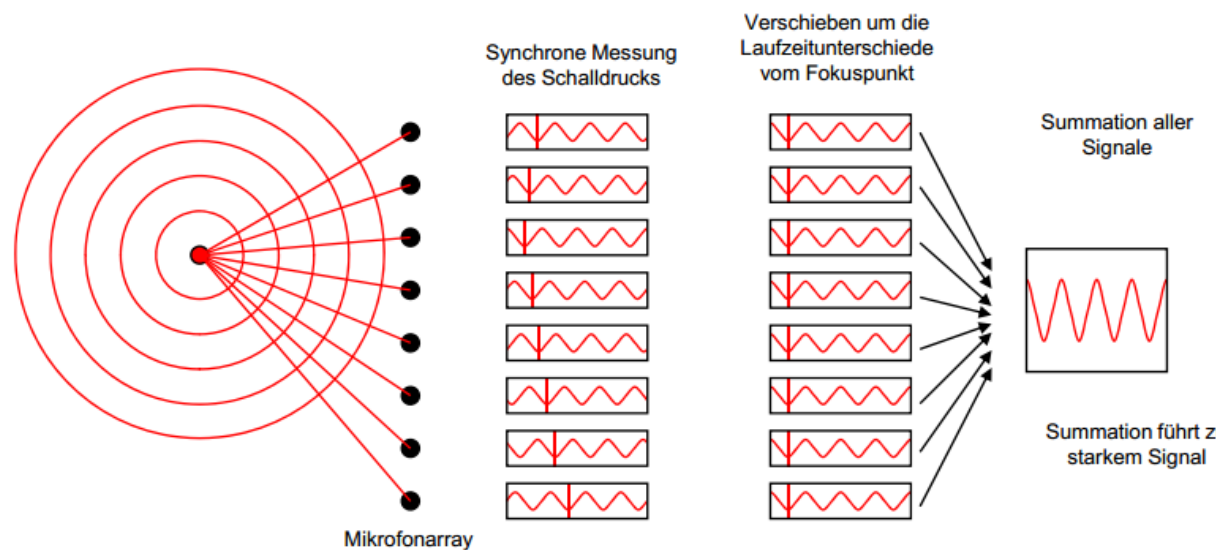 Synchrone Messung
des Schalldrucks
Verschieben um die
Laufzeitunterschiede
vom Fokuspunkt
Summation aller
Signale
Summation führt z
starkem Signal
Mikrofonarray